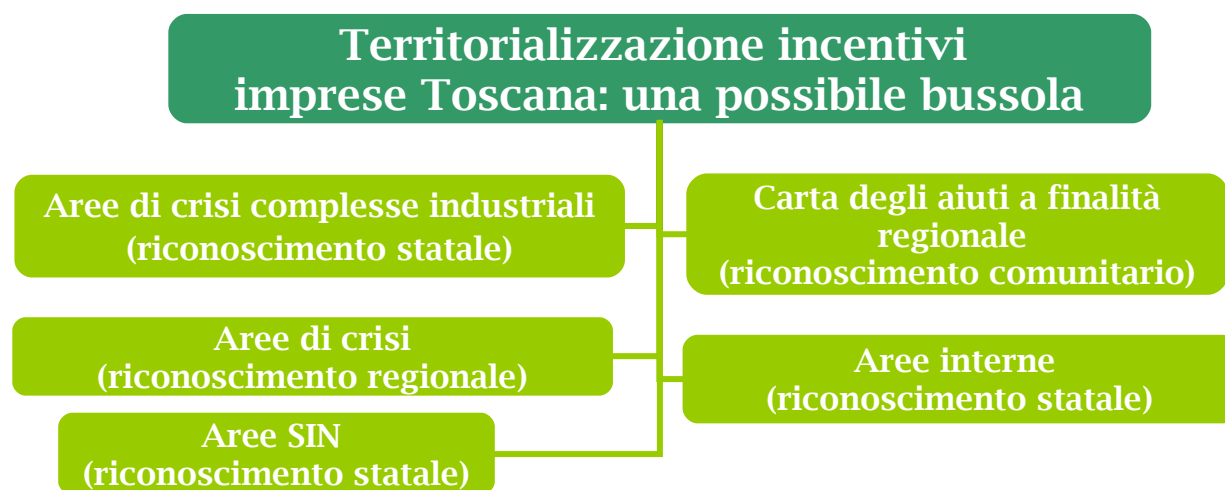 Territorializzazione incentivi
imprese Toscana: una possibile bussola
Aree di crisi complesse industriali
(riconoscimento statale)
Carta degli aiuti a finalità
regionale
(riconoscimento comunitario)
Aree di crisi
(riconoscimento regionale)
Aree interne
(riconoscimento statale)
Aree SIN
(riconoscimento statale)